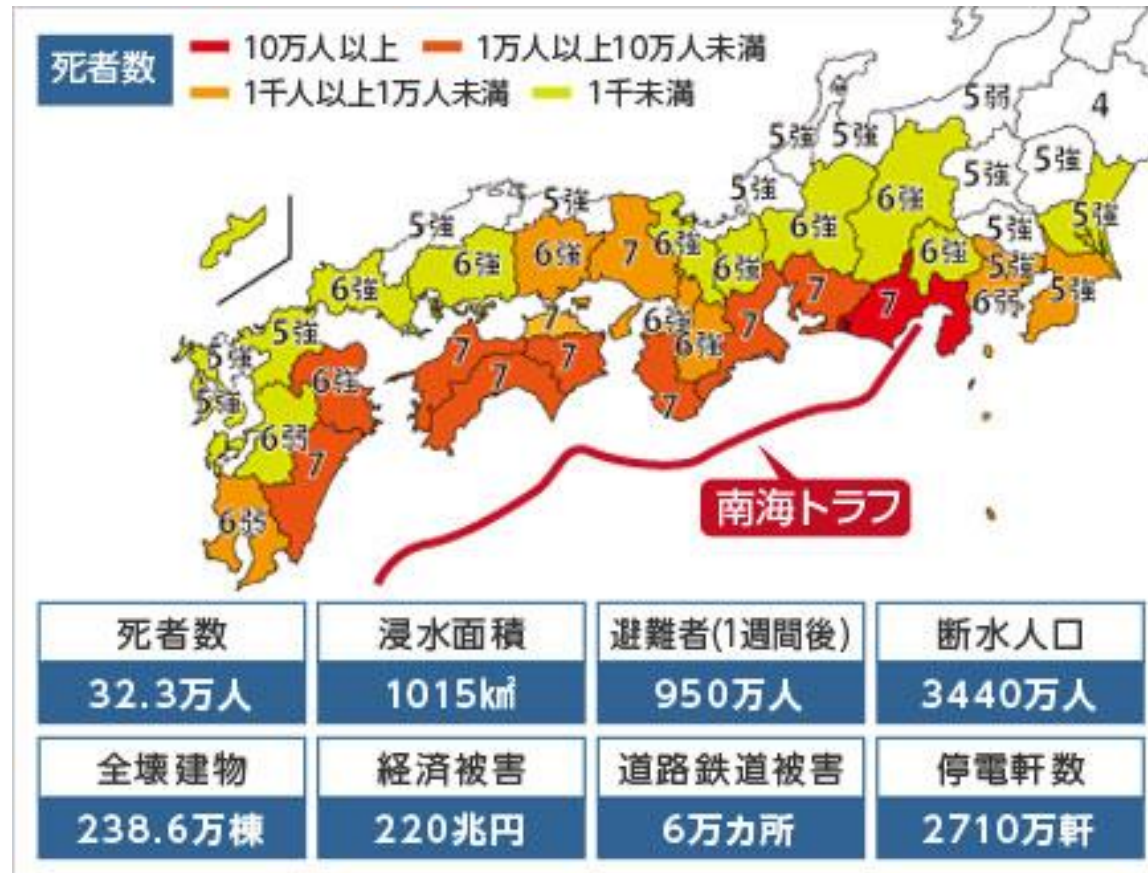 死者数
10万人以上
1万人以上10万人未満
1千人以上1万人未満
1千未満
5弱
4
5強
5強
5強
5強
5強
6強
5強
5強
5強
6強
6強
5強
5強
6強
6強
7
6強
6強
5強
6強
7
7
6弱
5強
5強
7
6強
7
6強
5強
7
7
6強
7
5強
7
6弱
7
6弱
南海トラフ
死者数
浸水面積
避難者(1週間後)
断水人口
32.3万人
1015㎢
950万人
3440万人
全壊建物
経済被害
道路鉄道被害
停電軒数
238.6万棟
220兆円
6万カ所
2710万軒